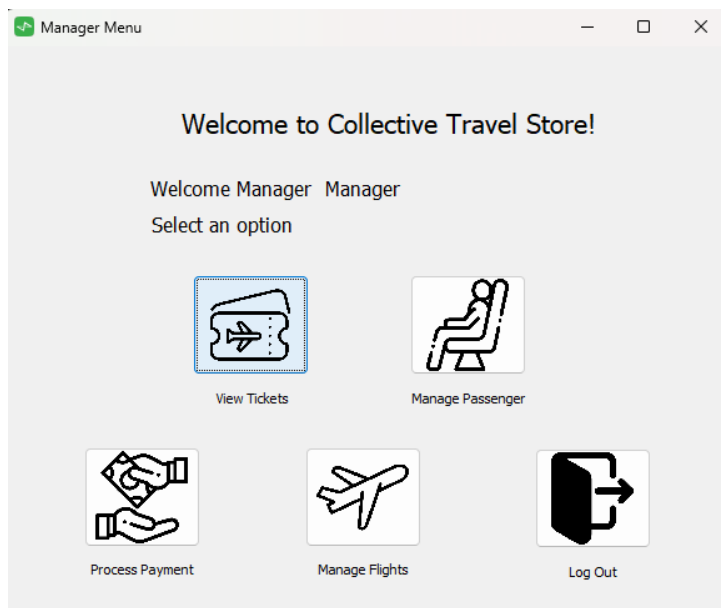 Manager Menu
Welcome to Collective Travel Store!
Welcome Manager Manager
Select an option
View Tickets
Manage Passenger
Process Payment
Manage Flights
Log Out